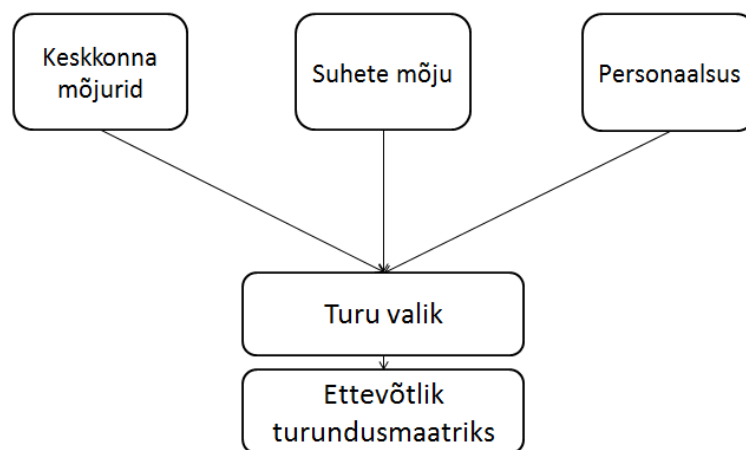 Keskkonna
mõjurid
Suhete mõju
Personaalsus
Turu valik
Ettevõtlik
turundusmaatriks